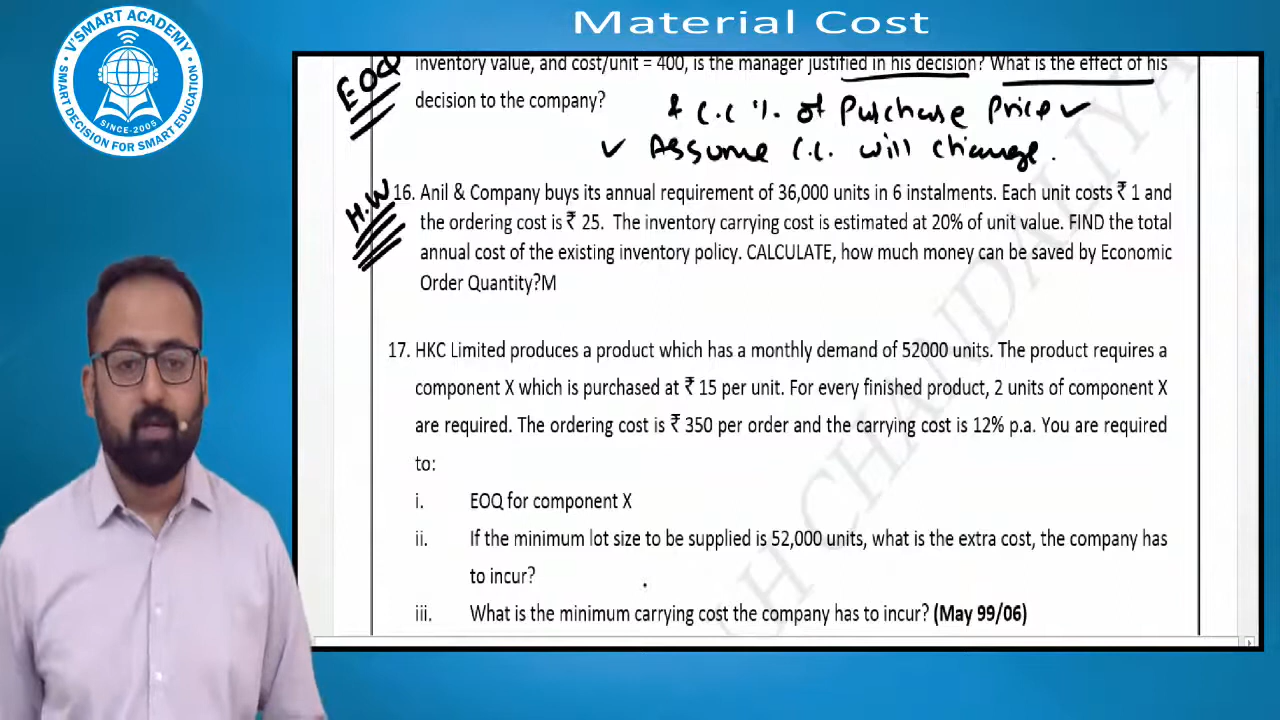 Material Cost
V'SMART ACADEMY
SINCE-2005
SMART DECISION FOR SMART EDUCATION
inventory value, and cost/unit = 400, is the manager justified in his decision? What is the effect of his
decision to the company?
EOQ
& C.C % of Purchase Price ✓
✓ Assume C.C. will change.
H.W
16. Anil & Company buys its annual requirement of 36,000 units in 6 instalments. Each unit costs ₹ 1 and
the ordering cost is ₹ 25. The inventory carrying cost is estimated at 20% of unit value. FIND the total
annual cost of the existing inventory policy. CALCULATE, how much money can be saved by Economic
Order Quantity?M
17. HKC Limited produces a product which has a monthly demand of 52000 units. The product requires a
component X which is purchased at ₹ 15 per unit. For every finished product, 2 units of component X
are required. The ordering cost is ₹ 350 per order and the carrying cost is 12% p.a. You are required
to:
i. EOQ for component X
ii. If the minimum lot size to be supplied is 52,000 units, what is the extra cost, the company has
to incur?
iii. What is the minimum carrying cost the company has to incur? (May 99/06)
H CHANDALIYA